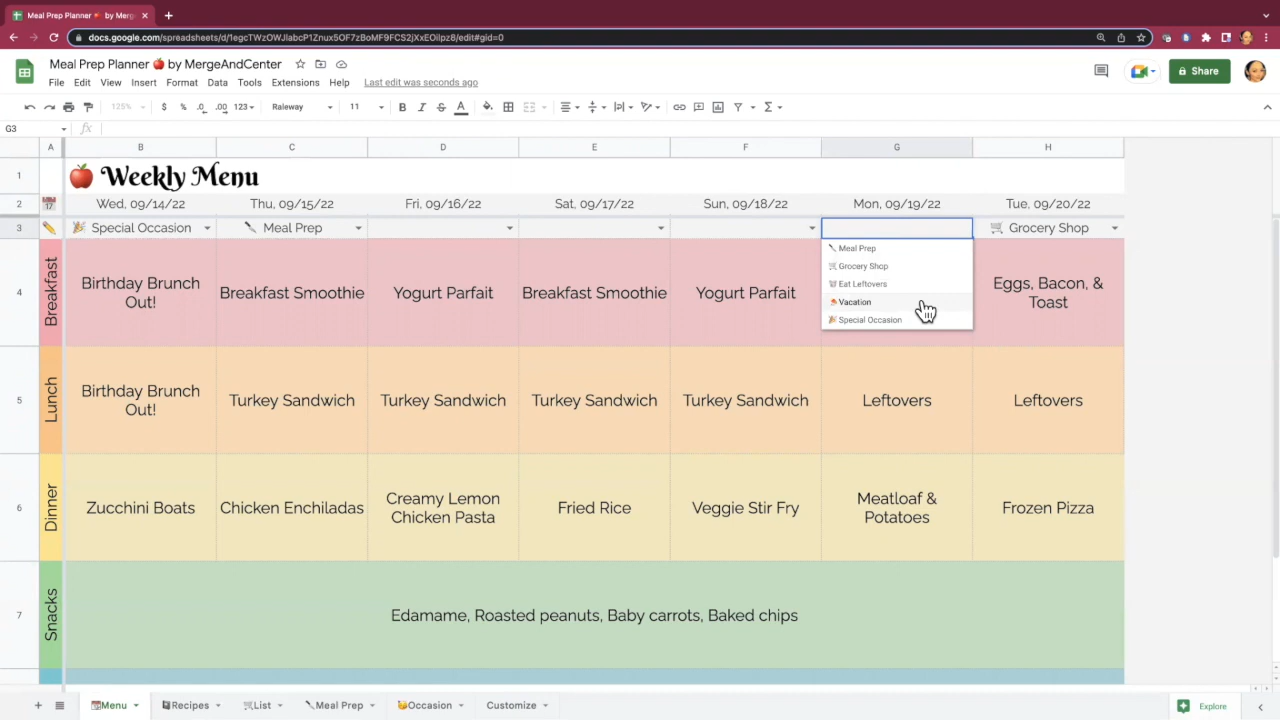 Meal Prep Planner 🍎 by Merg
docs.google.com/spreadsheets/d/1egcTWzOWJlabcP1Znux5OF7zBoMF9FCS2jXxEOilpz8/edit#gid=0
Meal Prep Planner 🍎 by MergeAndCenter
File Edit View Insert Format Data Tools Extensions Help Last edit was seconds ago
Share
125% $ % .0 .00 123 Raleway 11 B I S A
G3 fx
A B C D E F G H
1 🍎 Weekly Menu
2 📅 Wed, 09/14/22 Thu, 09/15/22 Fri, 09/16/22 Sat, 09/17/22 Sun, 09/18/22 Mon, 09/19/22 Tue, 09/20/22
3 ✏️ 🎉 Special Occasion 🔪 Meal Prep 🛒 Grocery Shop
🔪 Meal Prep
🛒 Grocery Shop
Eat Leftovers
Vacation
🎉 Special Occasion
4
Breakfast
Birthday Brunch
Out!
Breakfast Smoothie
Yogurt Parfait
Breakfast Smoothie
Yogurt Parfait
Eggs, Bacon, &
Toast
5
Lunch
Birthday Brunch
Out!
Turkey Sandwich
Turkey Sandwich
Turkey Sandwich
Turkey Sandwich
Leftovers
Leftovers
6
Dinner
Zucchini Boats
Chicken Enchiladas
Creamy Lemon
Chicken Pasta
Fried Rice
Veggie Stir Fry
Meatloaf &
Potatoes
Frozen Pizza
7
Snacks
Edamame, Roasted peanuts, Baby carrots, Baked chips
Menu Recipes List Meal Prep Occasion Customize Explore